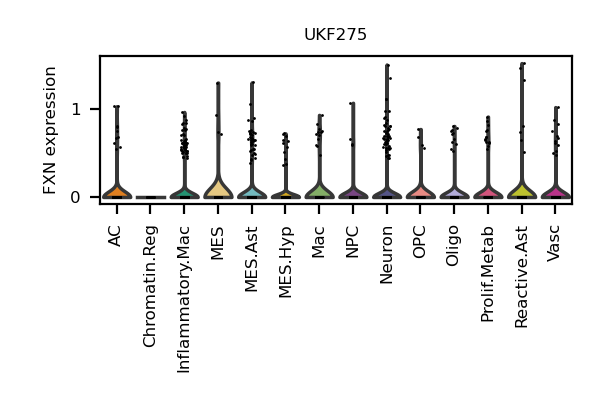 UKF275
FXN expression
1
0
AC
Chromatin.Reg
Inflammatory.Mac
MES
MES.Ast
MES.Hyp
Mac
NPC
Neuron
OPC
Oligo
Prolif.Metab
Reactive.Ast
Vasc